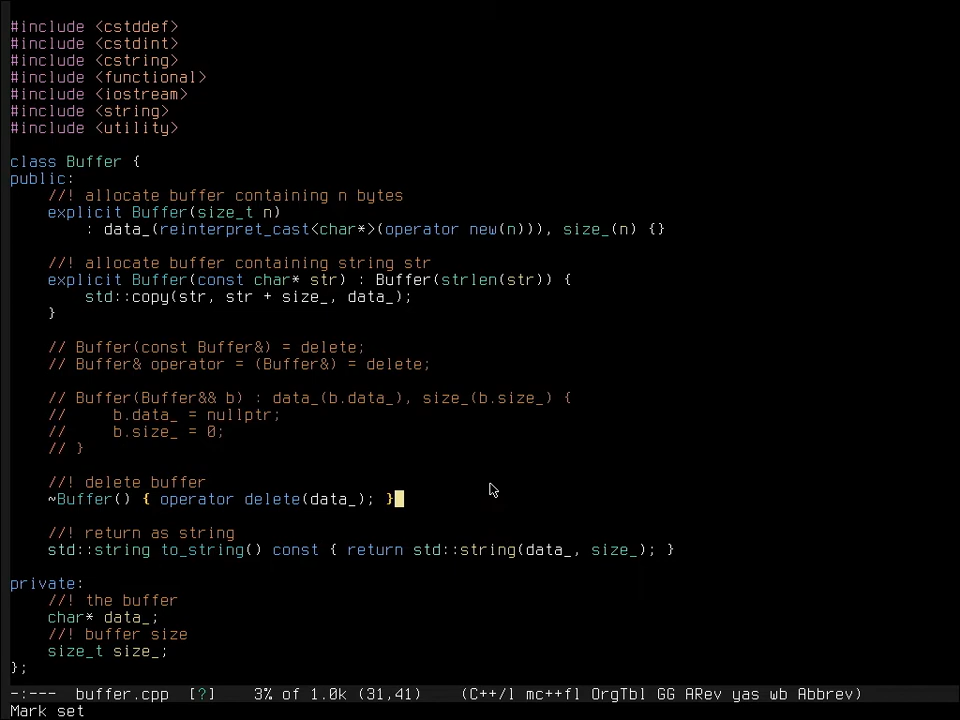 #include <cstddef>
#include <cstdint>
#include <cstring>
#include <functional>
#include <iostream>
#include <string>
#include <utility>

class Buffer {
public:
    //! allocate buffer containing n bytes
    explicit Buffer(size_t n)
        : data_(reinterpret_cast<char*>(operator new(n))), size_(n) {}

    //! allocate buffer containing string str
    explicit Buffer(const char* str) : Buffer(strlen(str)) {
        std::copy(str, str + size_, data_);
    }

    // Buffer(const Buffer&) = delete;
    // Buffer& operator = (Buffer&) = delete;

    // Buffer(Buffer&& b) : data_(b.data_), size_(b.size_) {
    //     b.data_ = nullptr;
    //     b.size_ = 0;
    // }

    //! delete buffer
    ~Buffer() { operator delete(data_); }

    //! return as string
    std::string to_string() const { return std::string(data_, size_); }

private:
    //! the buffer
    char* data_;
    //! buffer size
    size_t size_;
};
-:---  buffer.cpp  [?]    3% of 1.0k (31,41)    (C++/l mc++fl OrgTbl GG ARev yas wb Abbrev)
Mark set